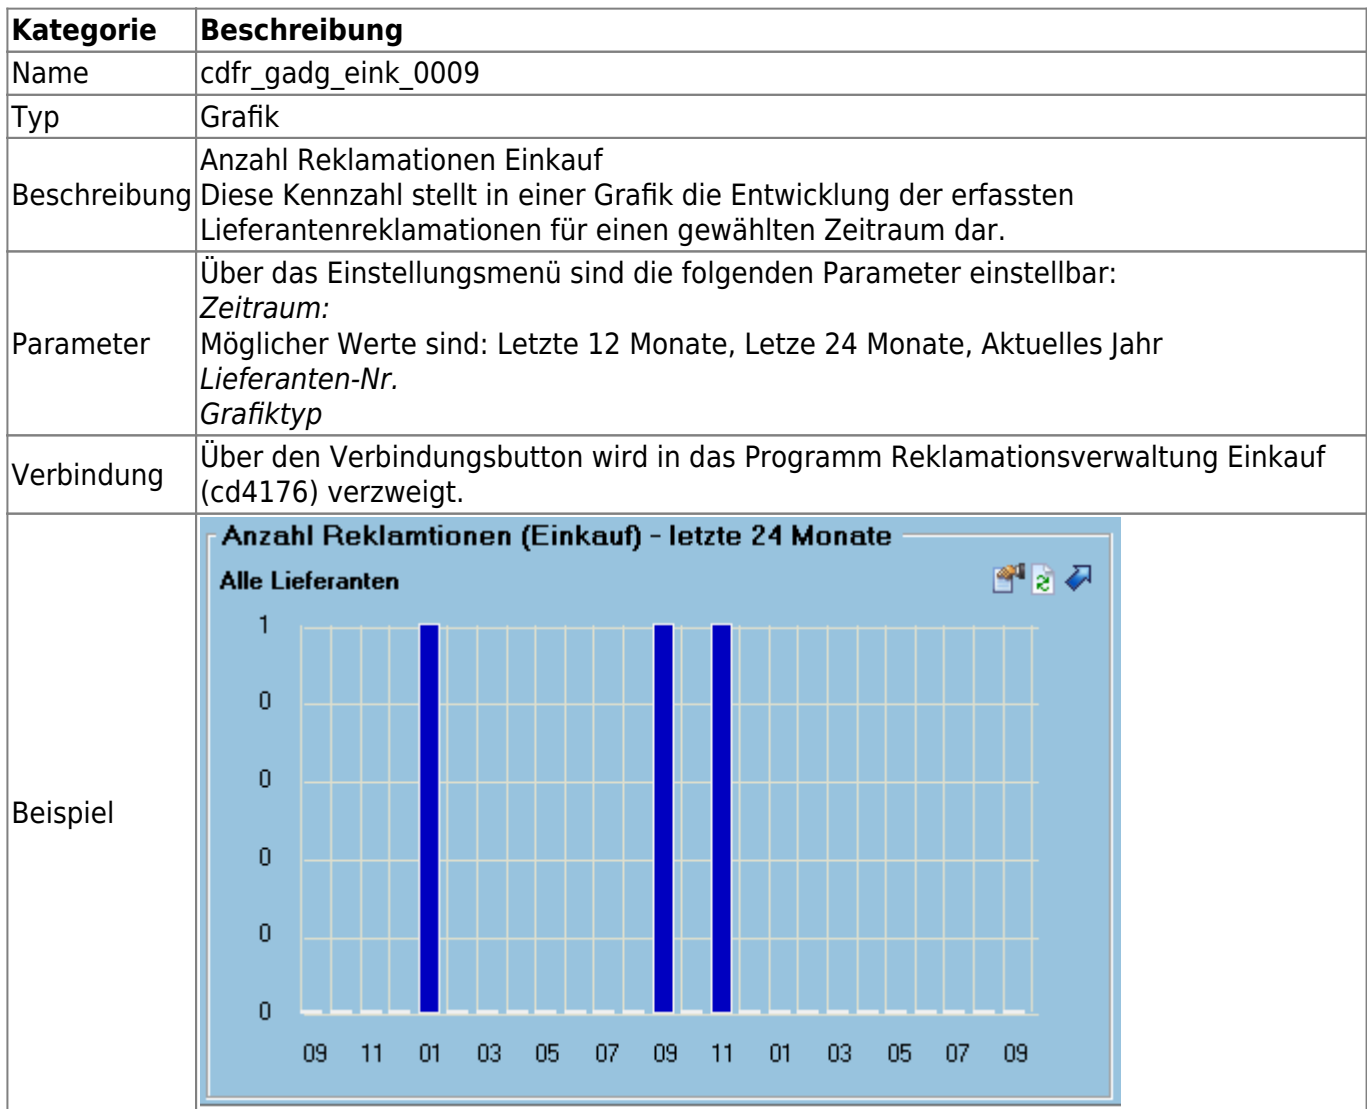 Kategorie Beschreibung
Name cdfr_gadg_eink_0009
Typ Grafik
Beschreibung
Anzahl Reklamationen Einkauf
Diese Kennzahl stellt in einer Grafik die Entwicklung der erfassten
Lieferantenreklamationen für einen gewählten Zeitraum dar.
Parameter
Über das Einstellungsmenü sind die folgenden Parameter einstellbar:
Zeitraum:
Möglicher Werte sind: Letzte 12 Monate, Letze 24 Monate, Aktuelles Jahr
Lieferanten-Nr.
Grafiktyp
Verbindung
Über den Verbindungsbutton wird in das Programm Reklamationsverwaltung Einkauf
(cd4176) verzweigt.
Beispiel
Anzahl Reklamtionen (Einkauf) - letzte 24 Monate
Alle Lieferanten
1
0
0
0
0
0
09 11 01 03 05 07 09 11 01 03 05 07 09